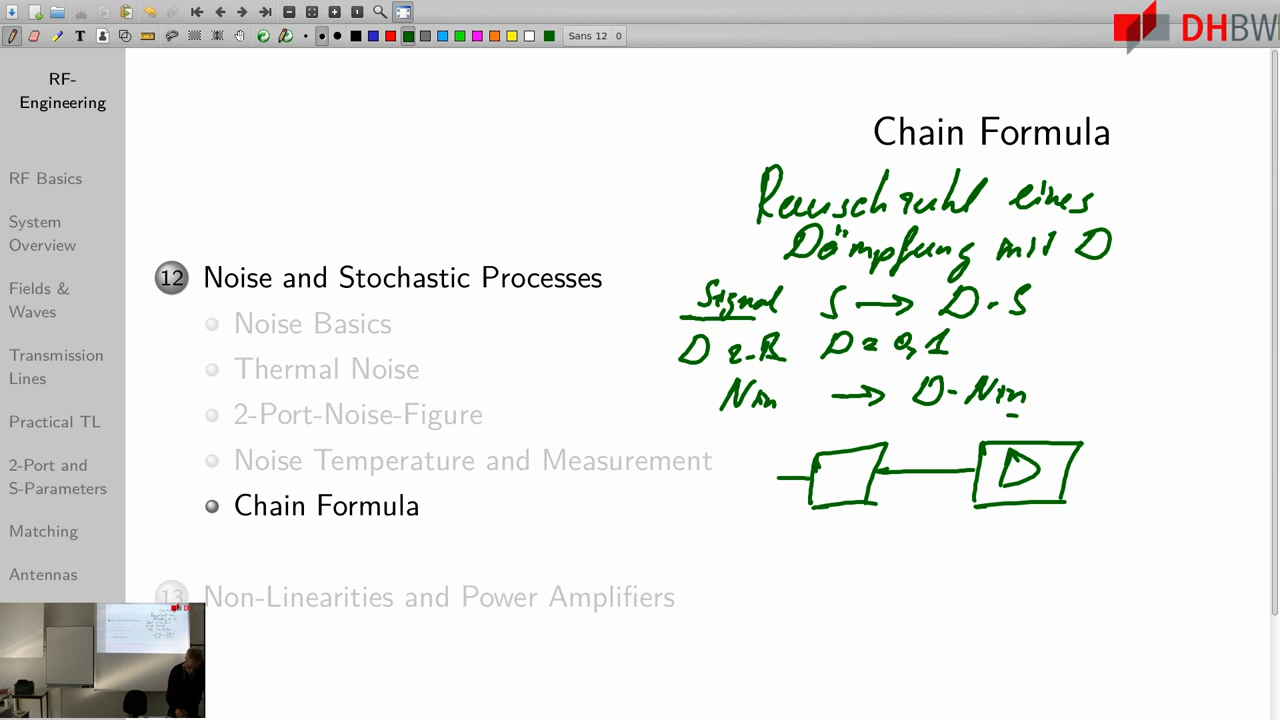 Sans 12 0
DHBW
RF-
Engineering
RF Basics
System
Overview
Fields &
Waves
Transmission
Lines
Practical TL
2-Port and
S-Parameters
Matching
Antennas
Chain Formula
Rauschzahl eines
Dämpfung mit D
Signal S → D · S
D z.B. D = 0,1
Nin → D · Nin
12 Noise and Stochastic Processes
Noise Basics
Thermal Noise
2-Port-Noise-Figure
Noise Temperature and Measurement
Chain Formula
13 Non-Linearities and Power Amplifiers